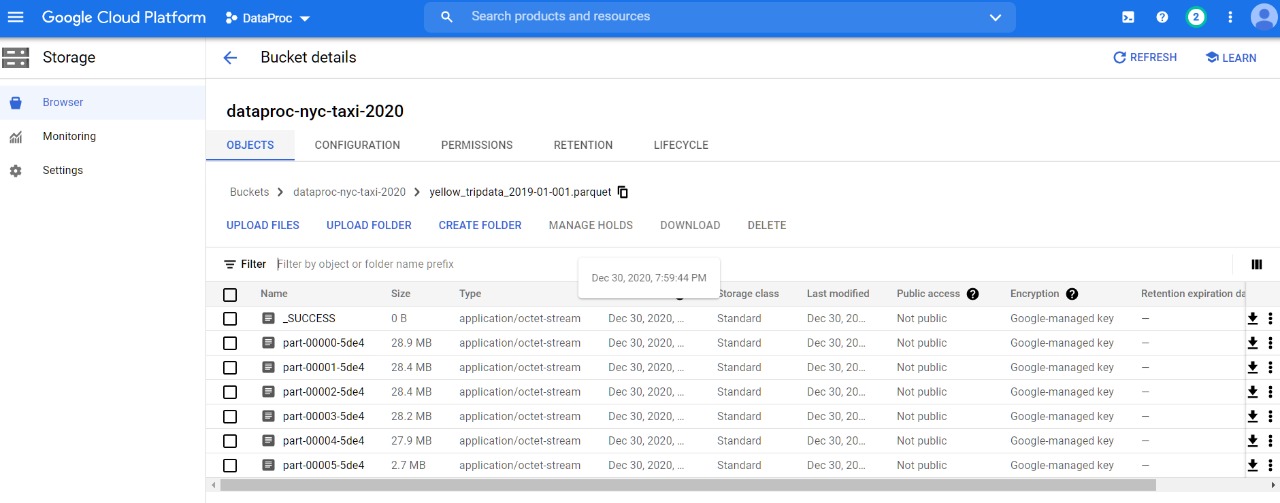 Google Cloud Platform DataProc Search products and resources 2
Storage Bucket details REFRESH LEARN
Browser
Monitoring
Settings
dataproc-nyc-taxi-2020
OBJECTS CONFIGURATION PERMISSIONS RETENTION LIFECYCLE
Buckets dataproc-nyc-taxi-2020 yellow_tripdata_2019-01-001.parquet
UPLOAD FILES UPLOAD FOLDER CREATE FOLDER MANAGE HOLDS DOWNLOAD DELETE
Filter Filter by object or folder name prefix
Dec 30, 2020, 7:59:44 PM
Name Size Type Storage class Last modified Public access Encryption Retention expiration da
_SUCCESS 0 B application/octet-stream Dec 30, 2020, ... Standard Dec 30, 20... Not public Google-managed key —
part-00000-5de4 28.9 MB application/octet-stream Dec 30, 2020, ... Standard Dec 30, 20... Not public Google-managed key —
part-00001-5de4 28.4 MB application/octet-stream Dec 30, 2020, ... Standard Dec 30, 20... Not public Google-managed key —
part-00002-5de4 28.4 MB application/octet-stream Dec 30, 2020, ... Standard Dec 30, 20... Not public Google-managed key —
part-00003-5de4 28.2 MB application/octet-stream Dec 30, 2020, ... Standard Dec 30, 20... Not public Google-managed key —
part-00004-5de4 27.9 MB application/octet-stream Dec 30, 2020, ... Standard Dec 30, 20... Not public Google-managed key —
part-00005-5de4 2.7 MB application/octet-stream Dec 30, 2020, ... Standard Dec 30, 20... Not public Google-managed key —